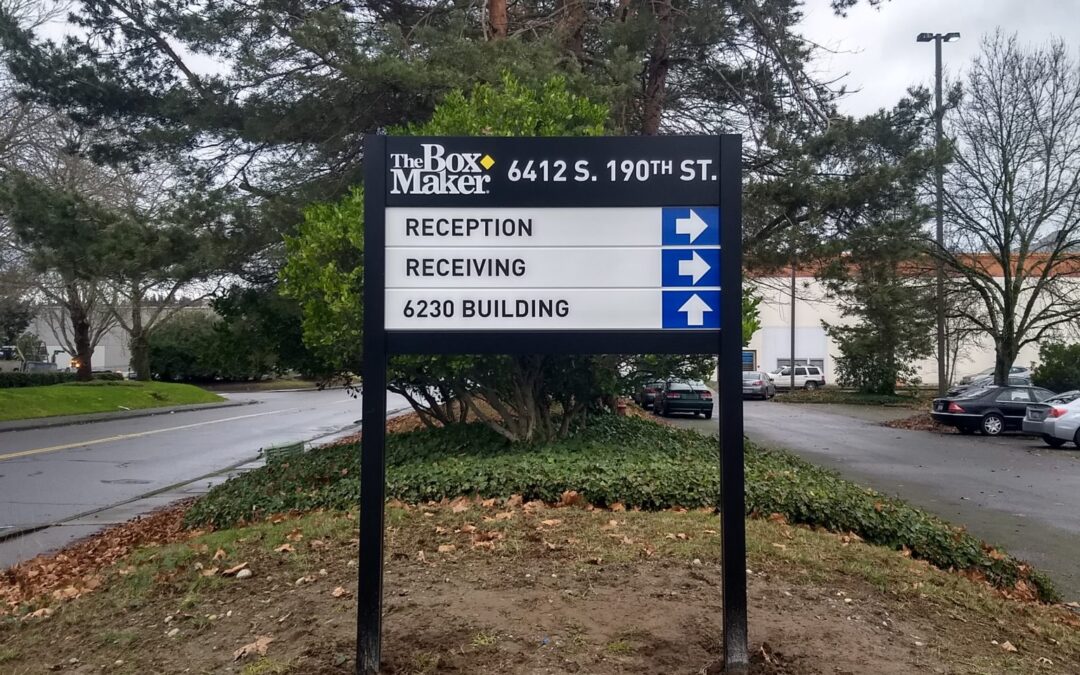 The Box Maker 6412 S. 190TH ST.
RECEPTION
RECEIVING
6230 BUILDING